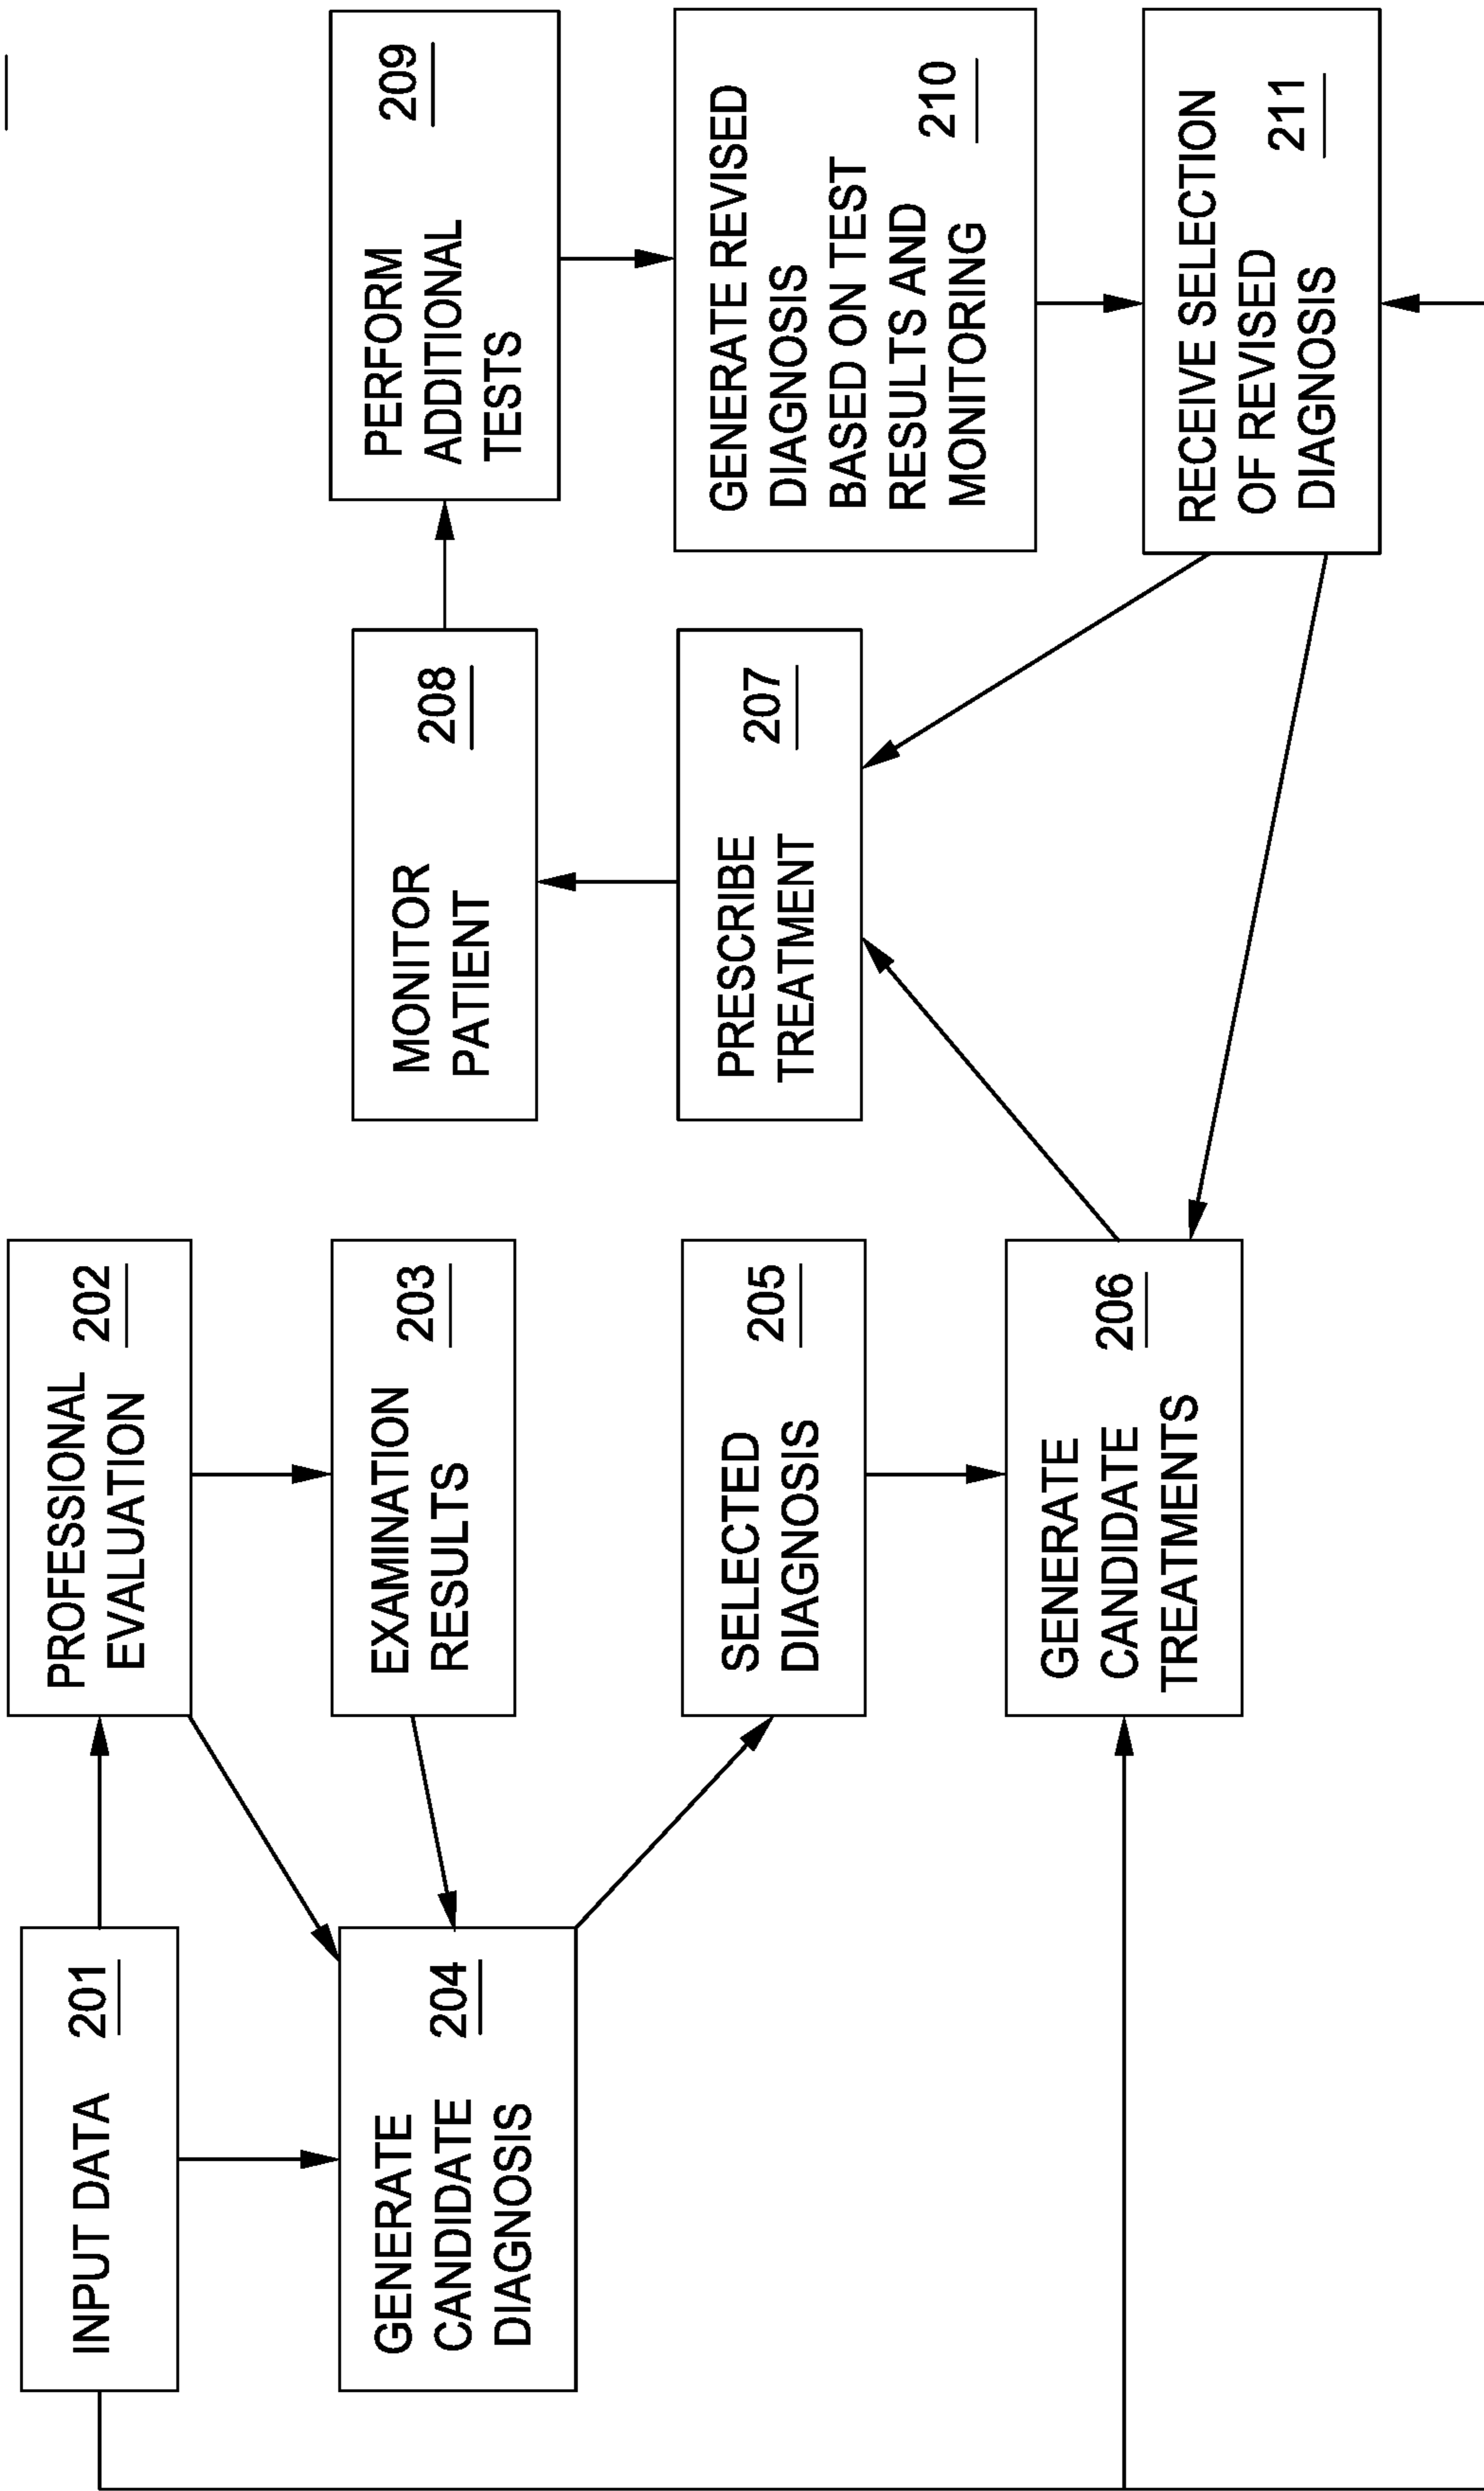 INPUT DATA 201
PROFESSIONAL 202
EVALUATION
EXAMINATION 203
RESULTS
GENERATE 204
CANDIDATE
DIAGNOSIS
SELECTED 205
DIAGNOSIS
GENERATE 206
CANDIDATE
TREATMENTS
PRESCRIBE 207
TREATMENT
MONITOR 208
PATIENT
PERFORM 209
ADDITIONAL
TESTS
GENERATE REVISED
DIAGNOSIS
BASED ON TEST
RESULTS AND 210
MONITORING
RECEIVE SELECTION
OF REVISED
DIAGNOSIS 211